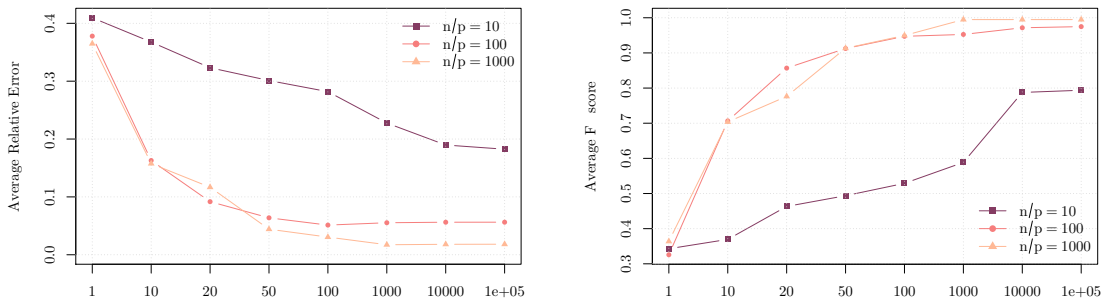 Average Relative Error
0.4
0.3
0.2
0.1
0.0
n/p = 10
n/p = 100
n/p = 1000
1 10 20 50 100 1000 10000 1e+05
Average F score
1.0
0.9
0.8
0.7
0.6
0.5
0.4
0.3
n/p = 10
n/p = 100
n/p = 1000
1 10 20 50 100 1000 10000 1e+05